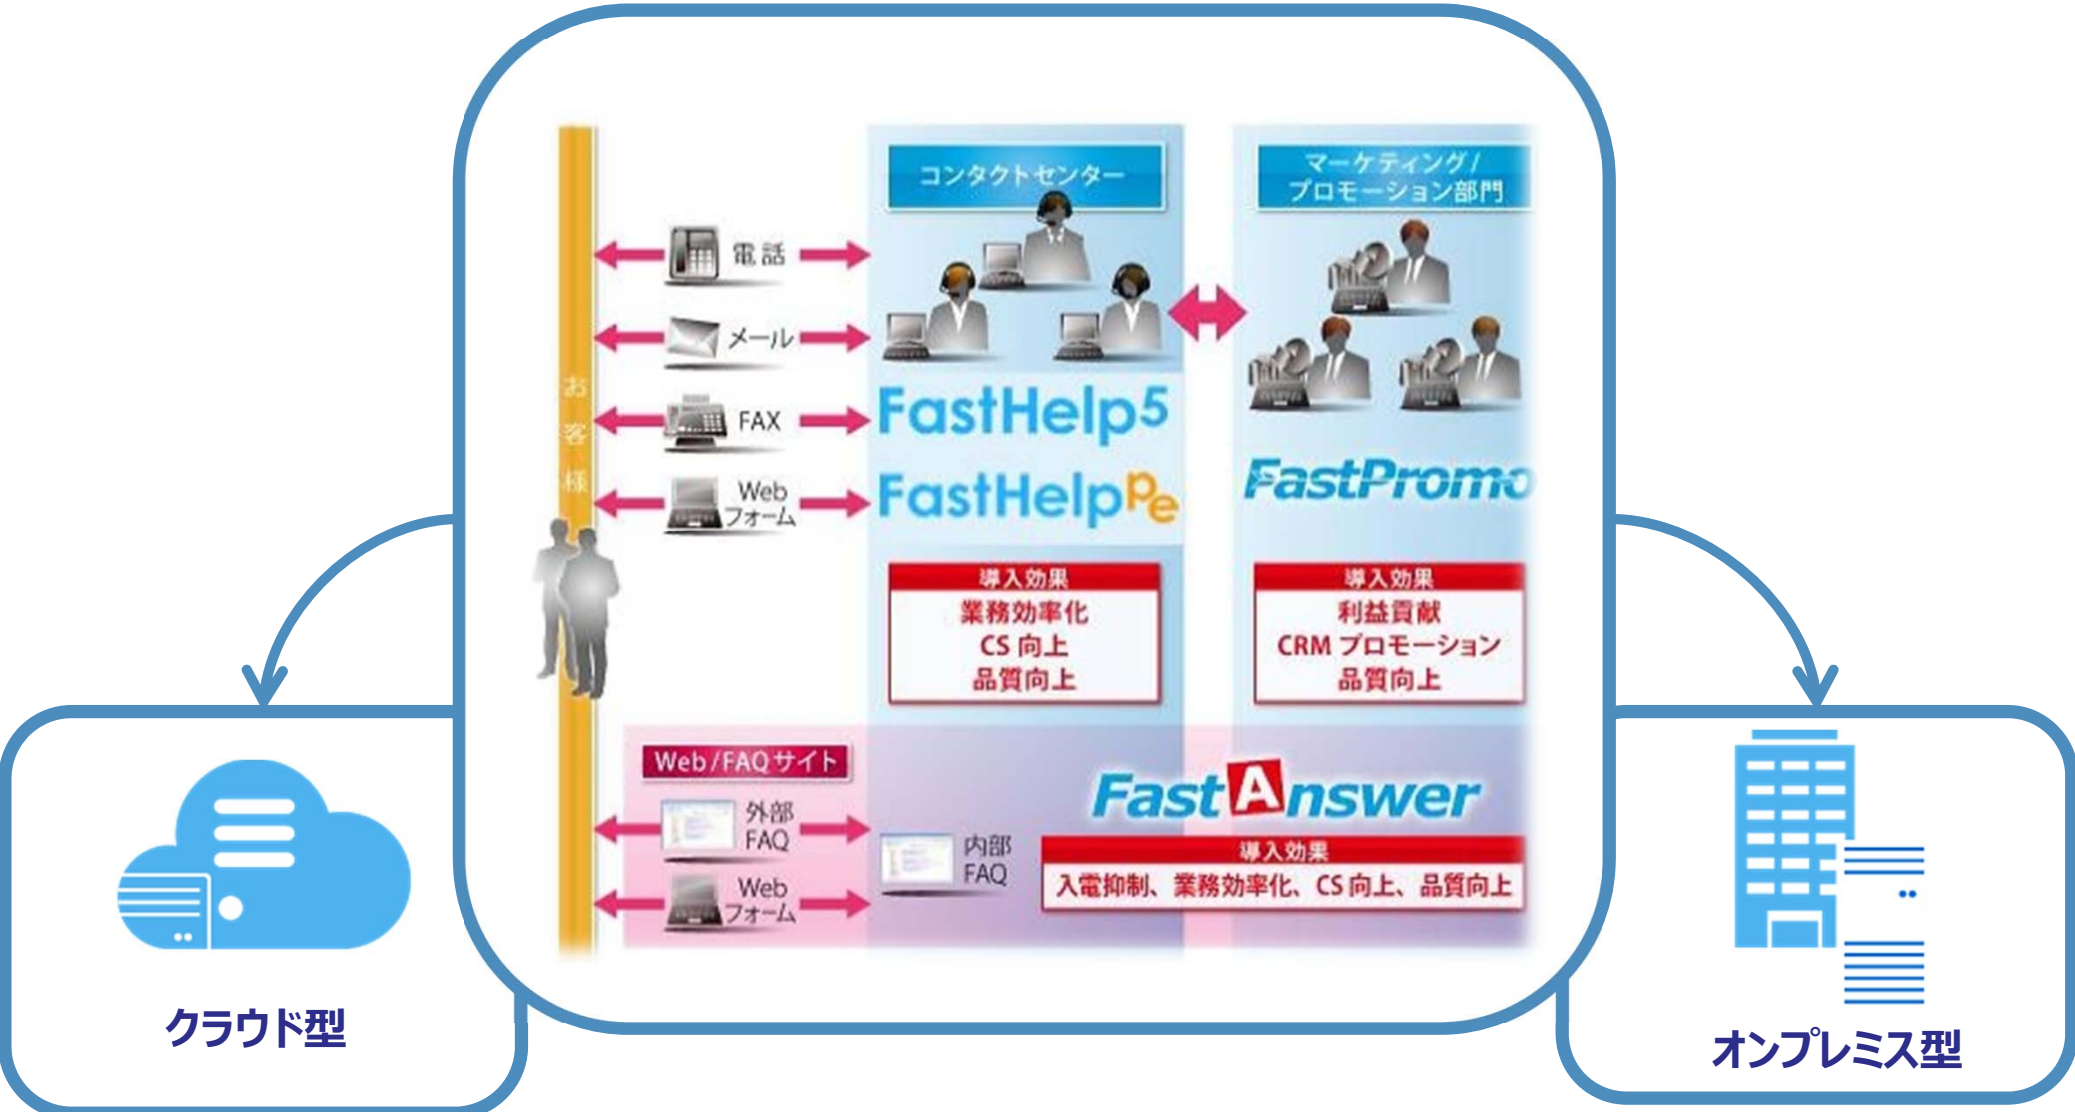 コンタクトセンター
マーケティング/
プロモーション部門
電話
メール
FAX
Web
フォーム
お客様
FastHelp5
FastHelppe
FastPromo
導入効果
業務効率化
CS 向上
品質向上
導入効果
利益貢献
CRM プロモーション
品質向上
Web/FAQサイト
外部
FAQ
Web
フォーム
内部
FAQ
FastAnswer
導入効果
入電抑制、業務効率化、CS 向上、品質向上
クラウド型
オンプレミス型